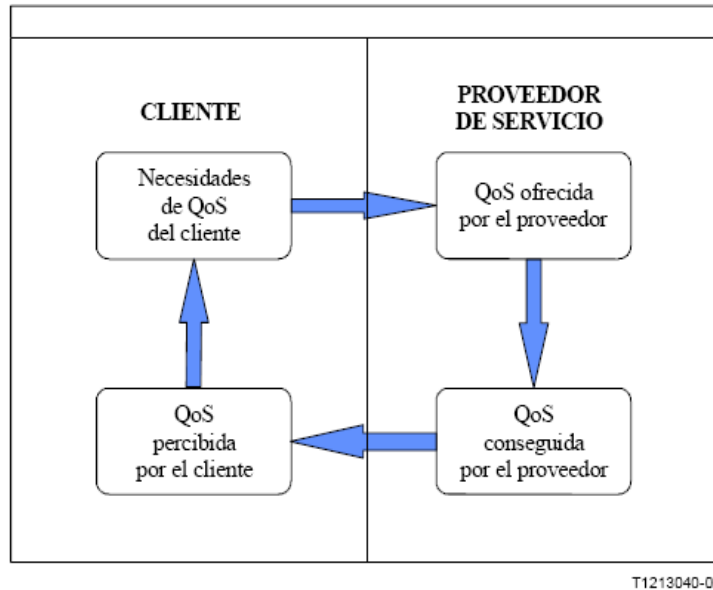 CLIENTE
PROVEEDOR
DE SERVICIO
Necesidades
de QoS
del cliente
QoS ofrecida
por el proveedor
QoS
percibida
por el cliente
QoS
conseguida
por el proveedor
T1213040-0